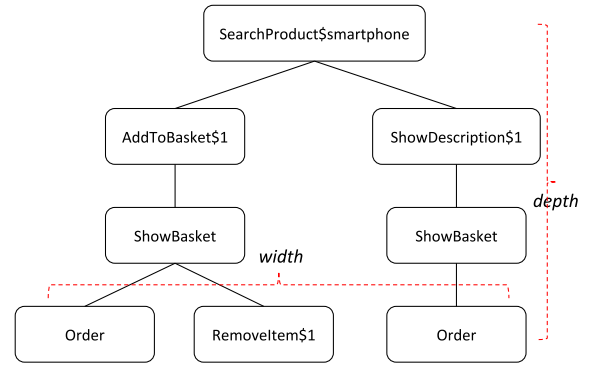 SearchProduct$smartphone
AddToBasket$1
ShowDescription$1
depth
ShowBasket
ShowBasket
width
Order
RemoveItem$1
Order